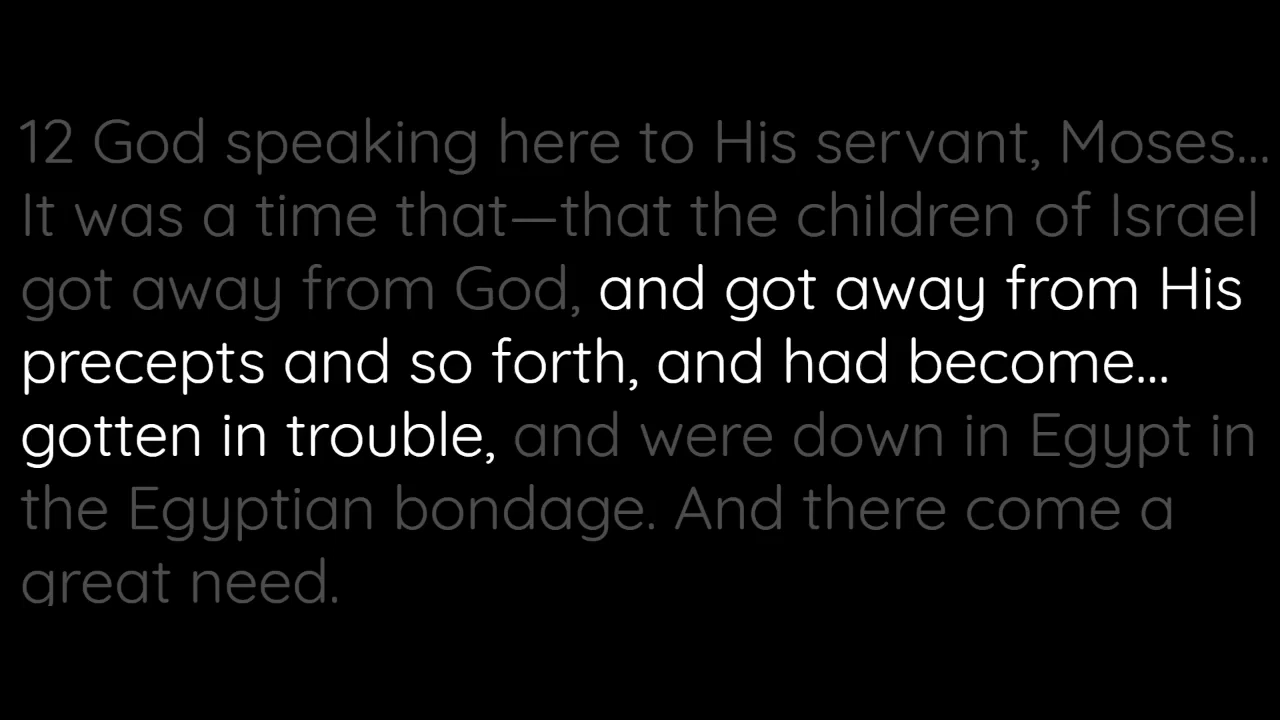 12 God speaking here to His servant, Moses...
It was a time that—that the children of Israel
got away from God, and got away from His
precepts and so forth, and had become...
gotten in trouble, and were down in Egypt in
the Egyptian bondage. And there come a
great need.